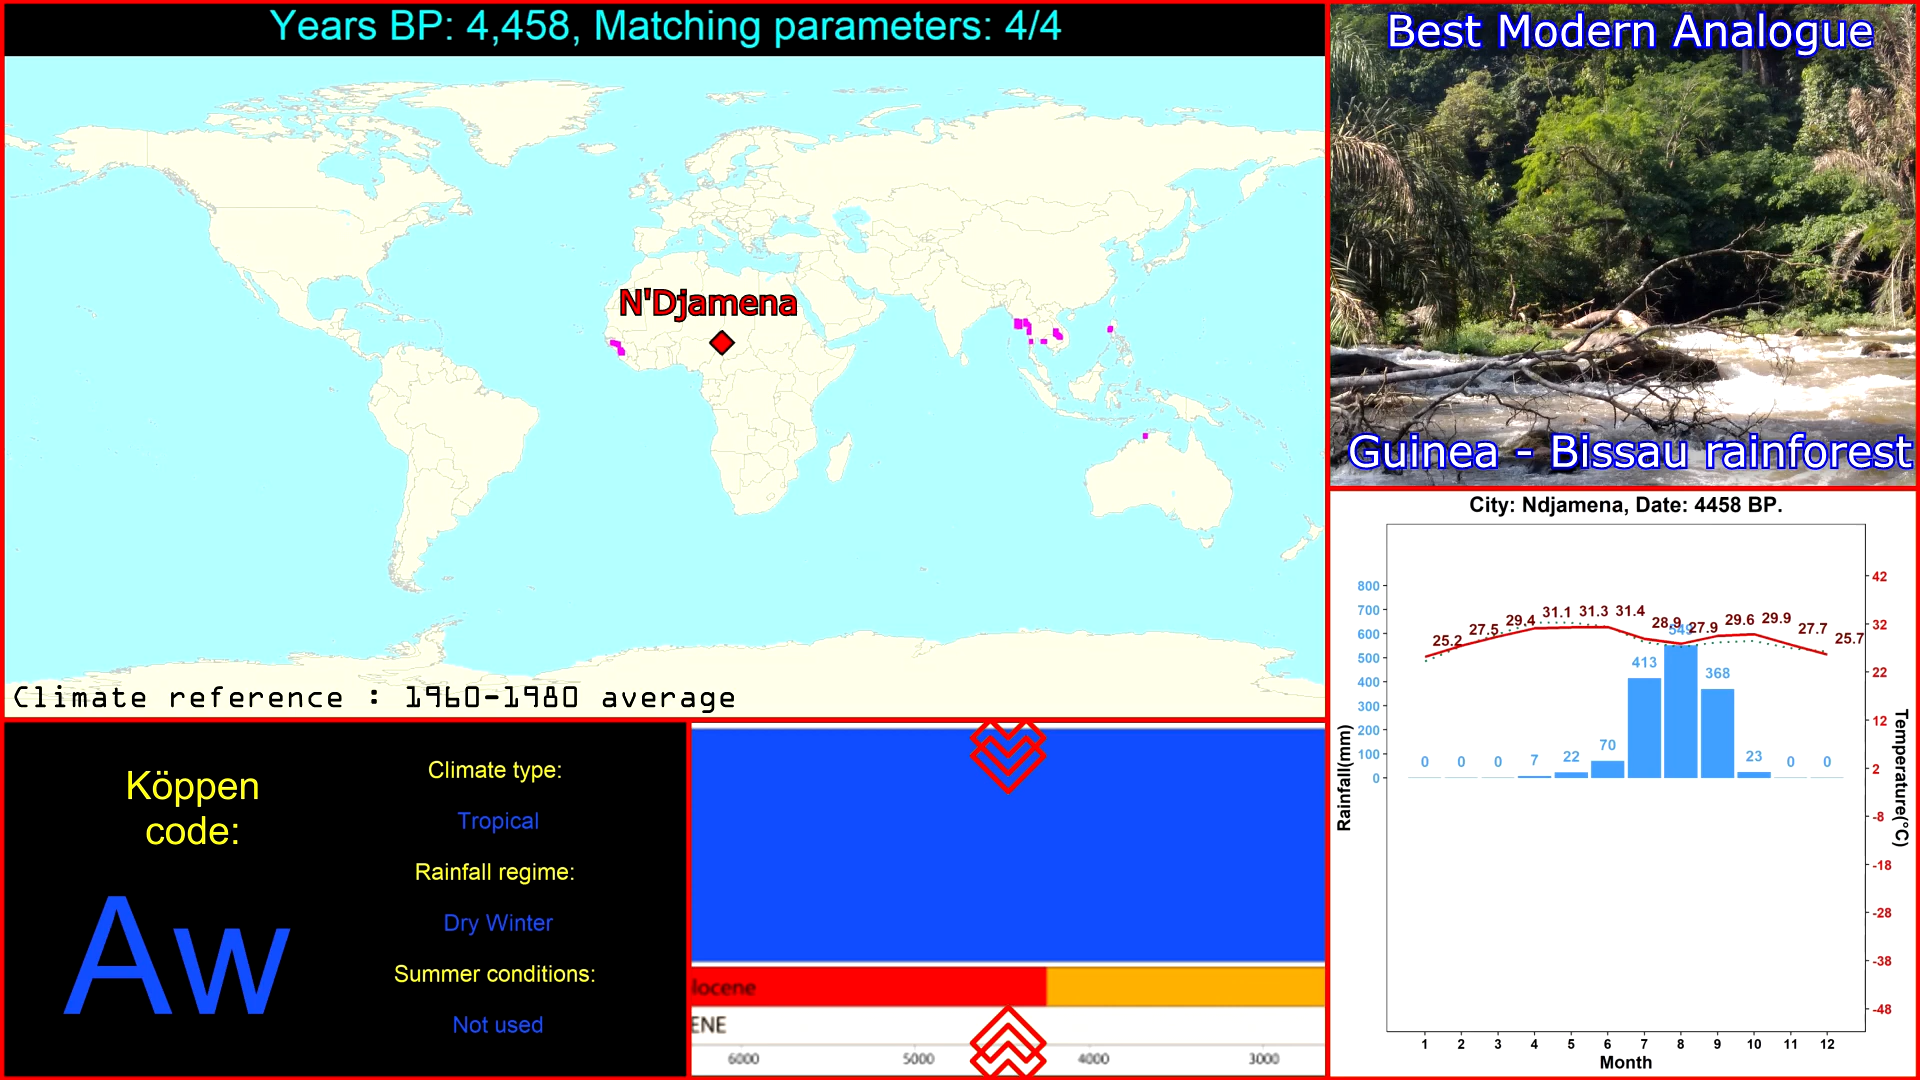 Years BP: 4,458, Matching parameters: 4/4
N'Djamena
Climate reference : 1960-1980 average
Best Modern Analogue
Guinea - Bissau rainforest
City: Ndjamena, Date: 4458 BP.
Rainfall(mm)
800
700
600
500
400
300
200
100
0
25.2 27.5 29.4 31.1 31.3 31.4 28.9 27.9 29.6 29.9 27.7 25.7
0 0 0 7 22 70 413 549 368 23 0 0
42
32
22
12
2
-8
-18
-28
-38
-48
Temperature(°C)
1 2 3 4 5 6 7 8 9 10 11 12
Month
Köppen
code:
Aw
Climate type:
Tropical
Rainfall regime:
Dry Winter
Summer conditions:
Not used
locene
ENE
6000 5000 4000 3000